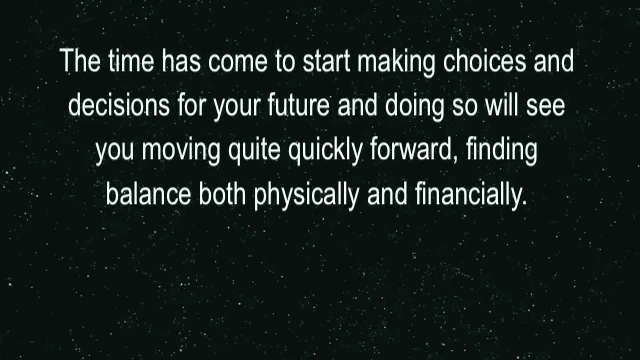 The time has come to start making choices and
decisions for your future and doing so will see
you moving quite quickly forward, finding
balance both physically and financially.